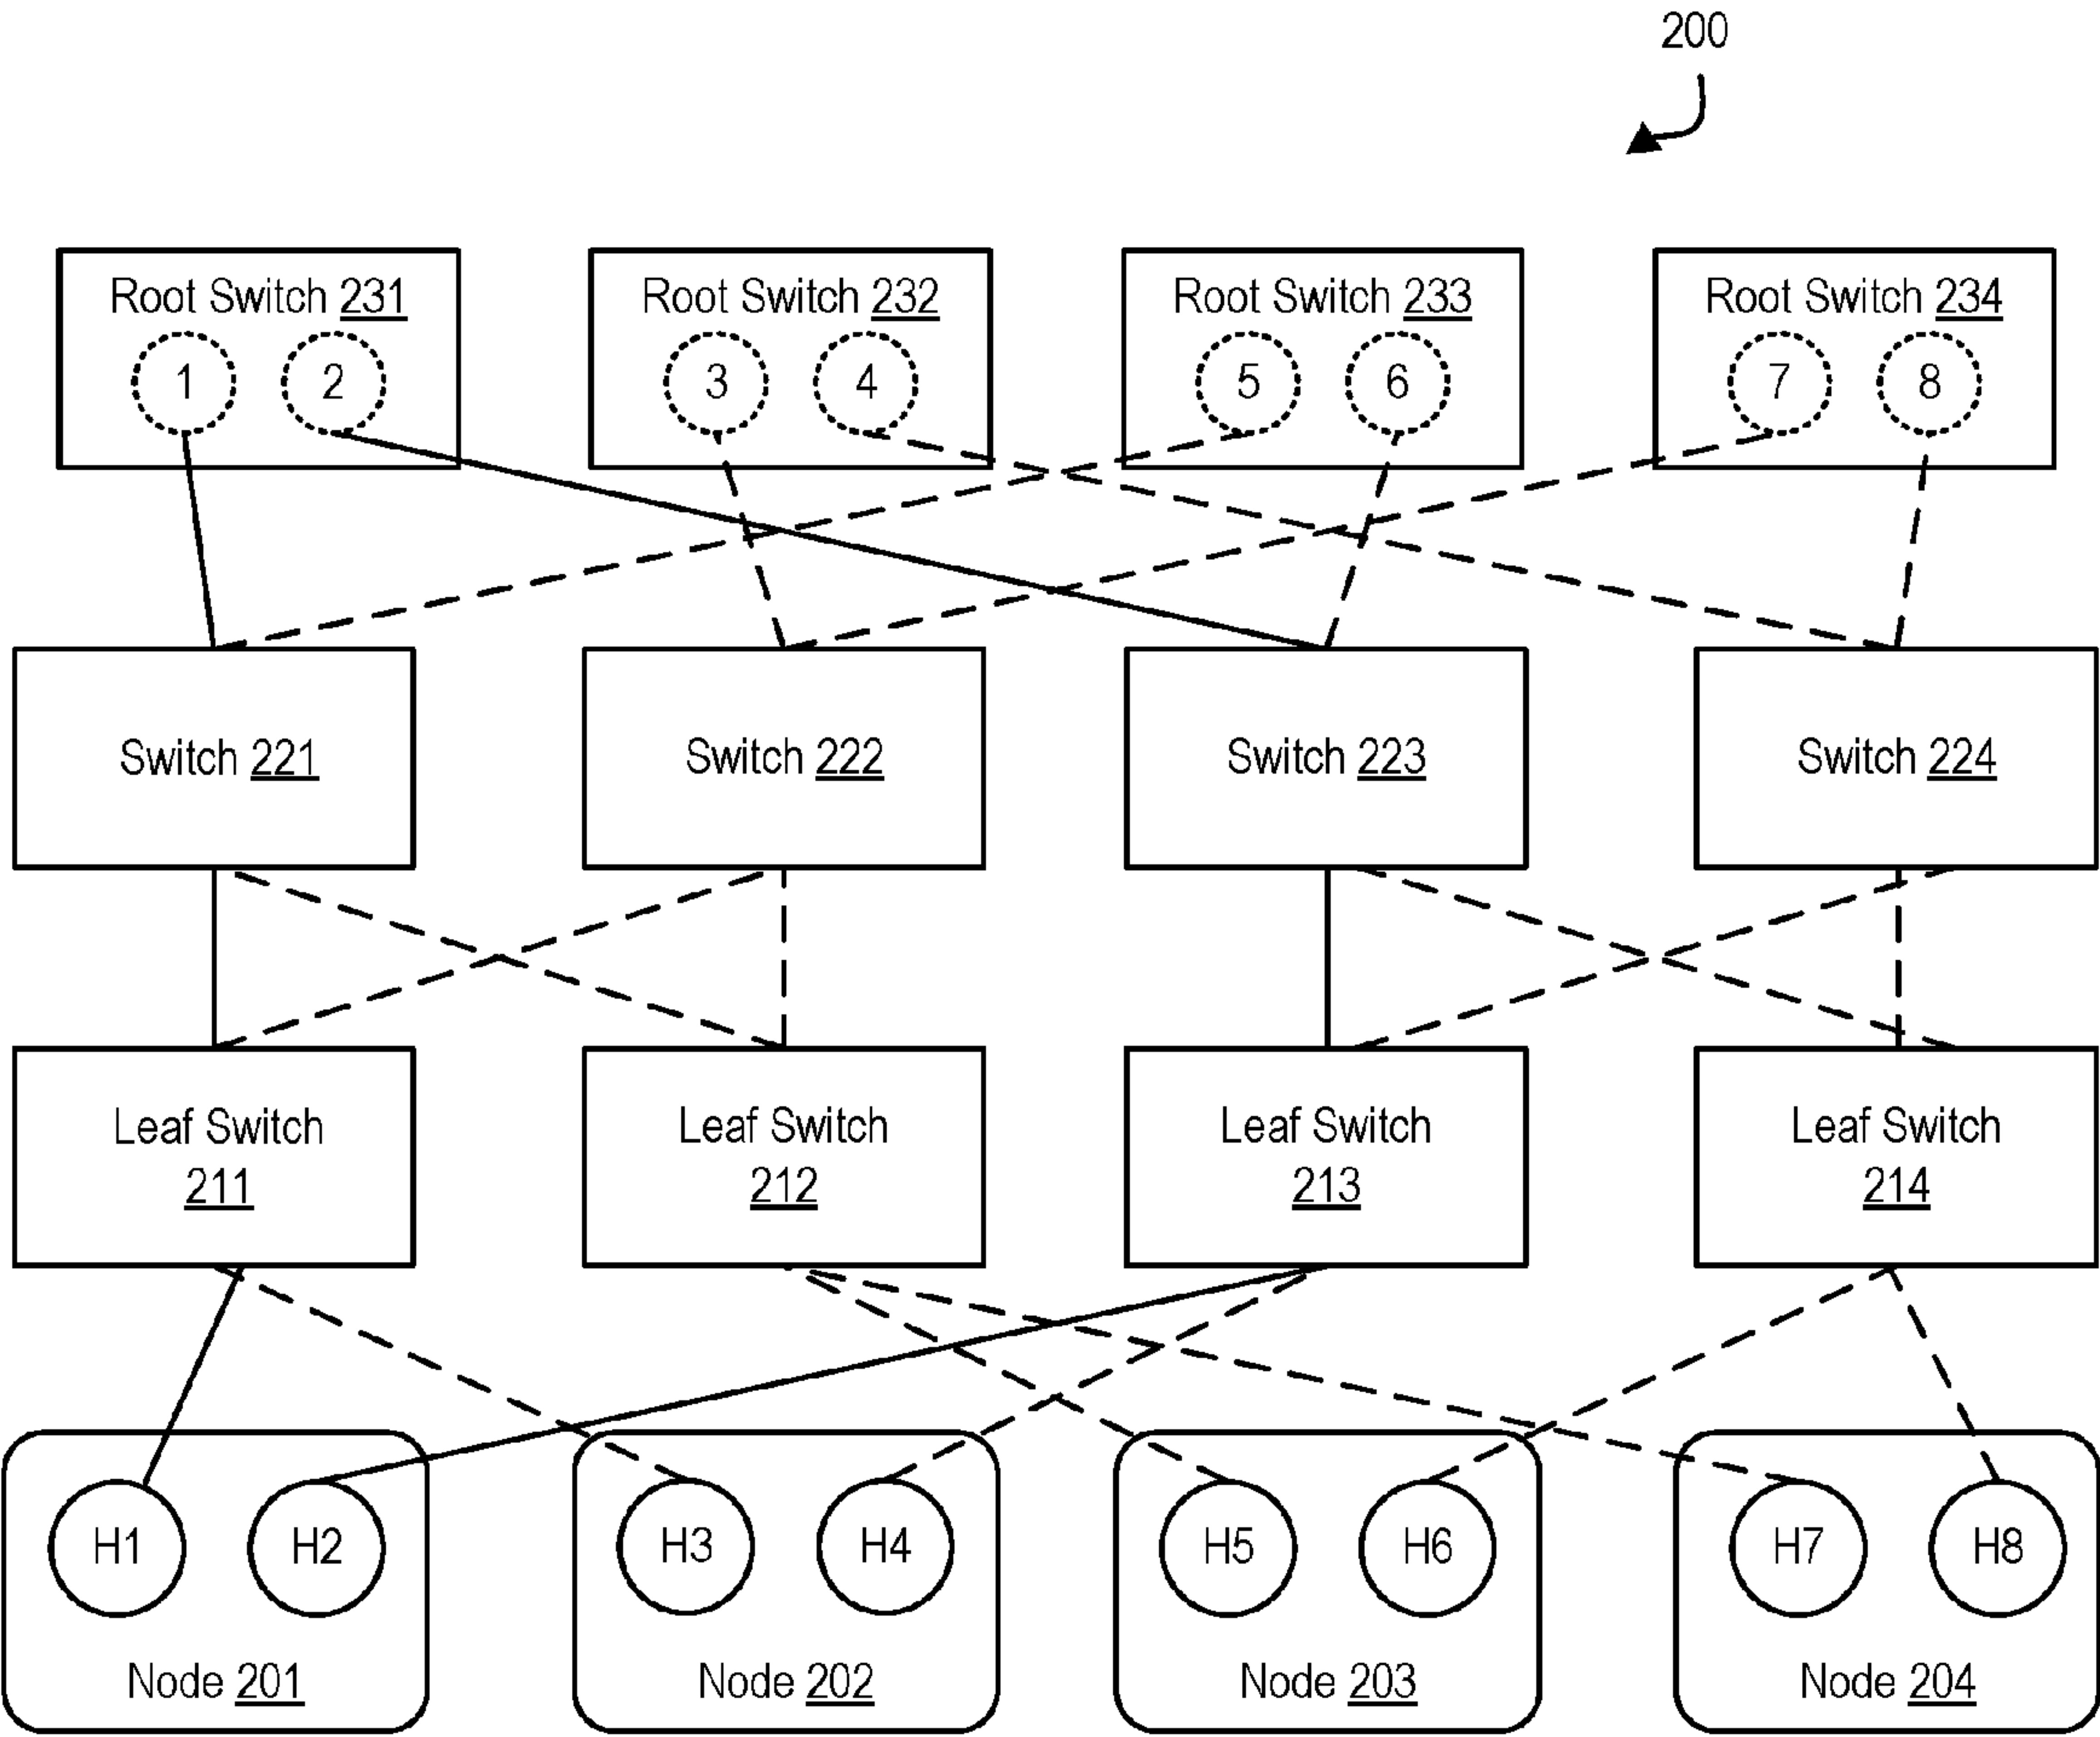 200
Root Switch 231
Root Switch 232
Root Switch 233
Root Switch 234
1 2
3 4
5 6
7 8
Switch 221
Switch 222
Switch 223
Switch 224
Leaf Switch
211
Leaf Switch
212
Leaf Switch
213
Leaf Switch
214
H1 H2
H3 H4
H5 H6
H7 H8
Node 201
Node 202
Node 203
Node 204